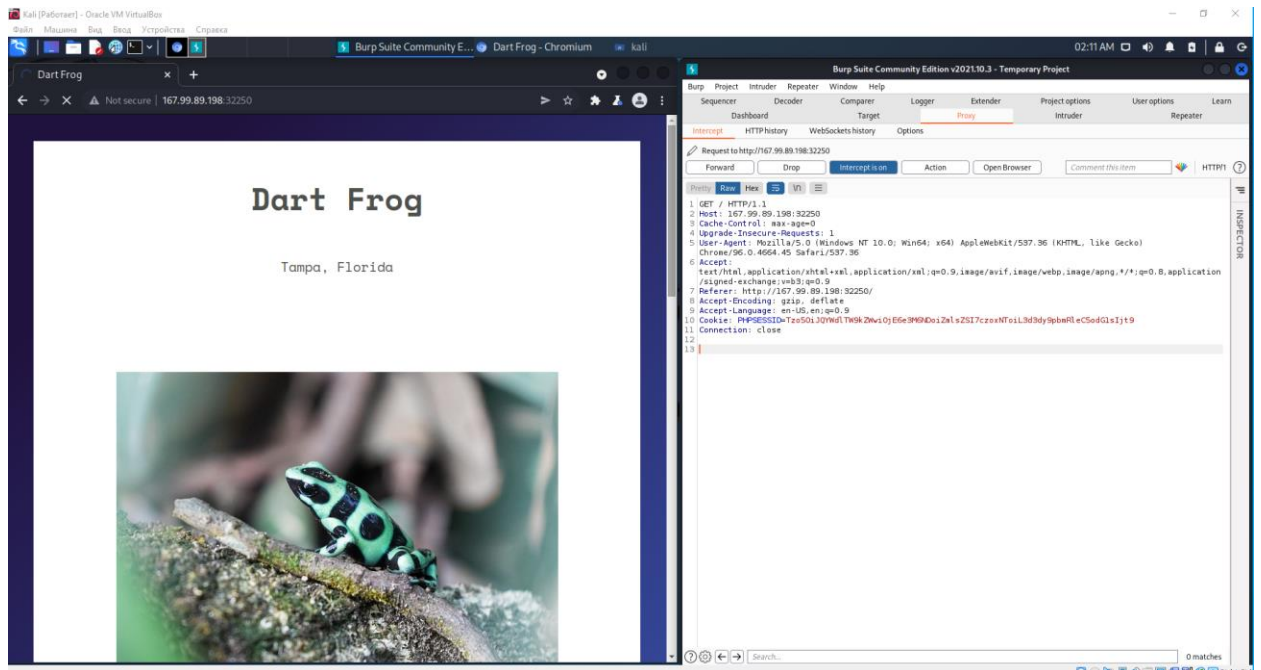 Kali [Работает] - Oracle VM VirtualBox
Файл Машина Вид Ввод Устройства Справка
Burp Suite Community E... Dart Frog - Chromium kali 02:11 AM
Dart Frog
Not secure | 167.99.89.198:32250
Dart Frog
Tampa, Florida
Burp Suite Community Edition v2021.10.3 - Temporary Project
Burp Project Intruder Repeater Window Help
Sequencer Decoder Comparer Logger Extender Project options User options Learn
Dashboard Target Proxy Intruder Repeater
Intercept HTTP history WebSockets history Options
Request to http://167.99.89.198:32250
Forward Drop Intercept is on Action Open Browser Comment this item HTTP/1
Pretty Raw Hex \n
INSPECTOR
1 GET / HTTP/1.1
2 Host: 167.99.89.198:32250
3 Cache-Control: max-age=0
4 Upgrade-Insecure-Requests: 1
5 User-Agent: Mozilla/5.0 (Windows NT 10.0; Win64; x64) AppleWebKit/537.36 (KHTML, like Gecko)
Chrome/96.0.4664.45 Safari/537.36
6 Accept:
text/html,application/xhtml+xml,application/xml;q=0.9,image/avif,image/webp,image/apng,*/*;q=0.8,application
/signed-exchange;v=b3;q=0.9
7 Referer: http://167.99.89.198:32250/
8 Accept-Encoding: gzip, deflate
9 Accept-Language: en-US,en;q=0.9
10 Cookie: PHPSESSID=
11 Connection: close
12
13
Search... 0 matches